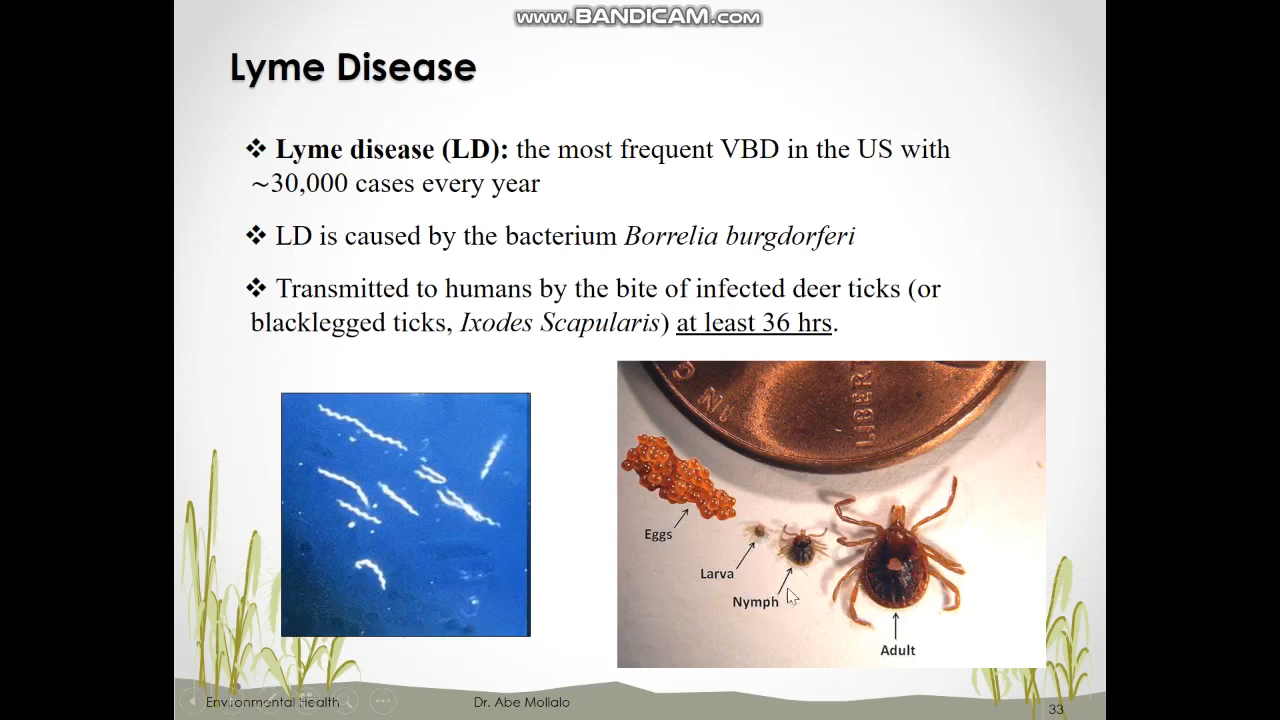 www.BANDICAM.com
Lyme Disease
❖ Lyme disease (LD): the most frequent VBD in the US with
~30,000 cases every year
❖ LD is caused by the bacterium Borrelia burgdorferi
❖ Transmitted to humans by the bite of infected deer ticks (or
blacklegged ticks, Ixodes Scapularis) at least 36 hrs.
IN G
LIBERT
Eggs
Larva
Nymph
Adult
Environmental Health
Dr. Abe Mollalo
33